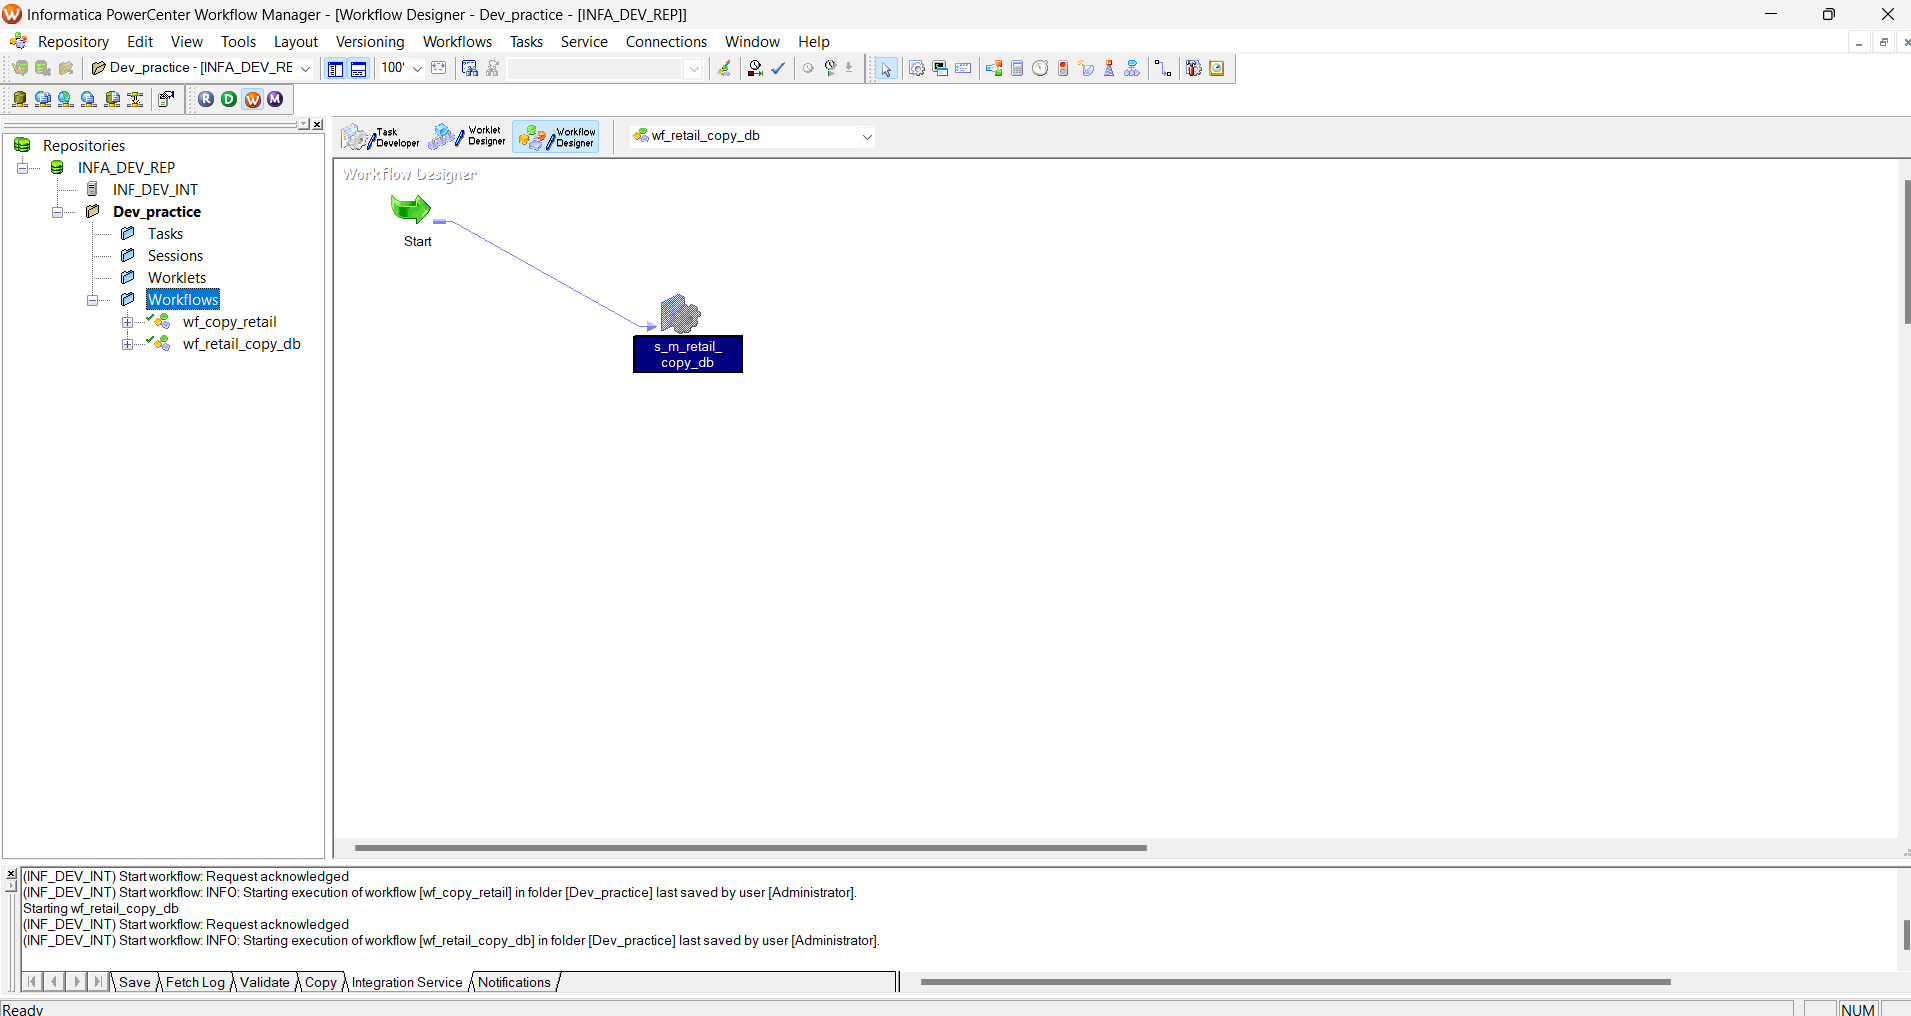 Informatica PowerCenter Workflow Manager - [Workflow Designer - Dev_practice - [INFA_DEV_REP]]
Repository Edit View Tools Layout Versioning Workflows Tasks Service Connections Window Help
Dev_practice - [INFA_DEV_RE 100'
R D W M
Repositories
INFA_DEV_REP
INF_DEV_INT
Dev_practice
Tasks
Sessions
Worklets
Workflows
wf_copy_retail
wf_retail_copy_db
Task Developer
Worklet Designer
Workflow Designer
wf_retail_copy_db
Workflow Designer
Start
s_m_retail_
copy_db
(INF_DEV_INT) Start workflow: Request acknowledged
(INF_DEV_INT) Start workflow: INFO: Starting execution of workflow [wf_copy_retail] in folder [Dev_practice] last saved by user [Administrator].
Starting wf_retail_copy_db
(INF_DEV_INT) Start workflow: Request acknowledged
(INF_DEV_INT) Start workflow: INFO: Starting execution of workflow [wf_retail_copy_db] in folder [Dev_practice] last saved by user [Administrator].
Save Fetch Log Validate Copy Integration Service Notifications
Ready NUM